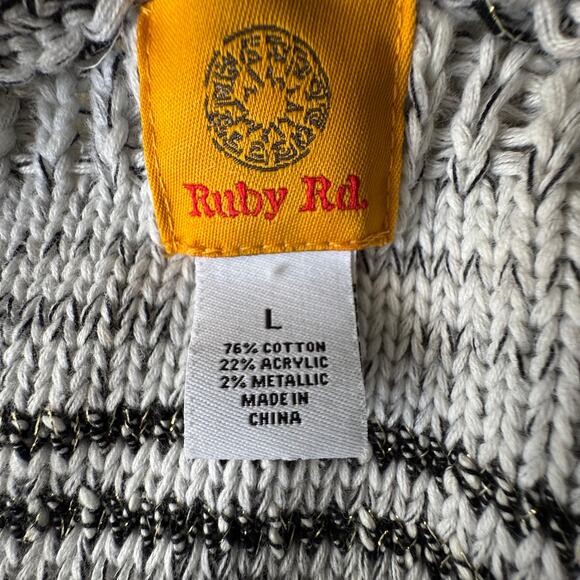 Ruby Rd.
L
76% COTTON
22% ACRYLIC
2% METALLIC
MADE IN
CHINA